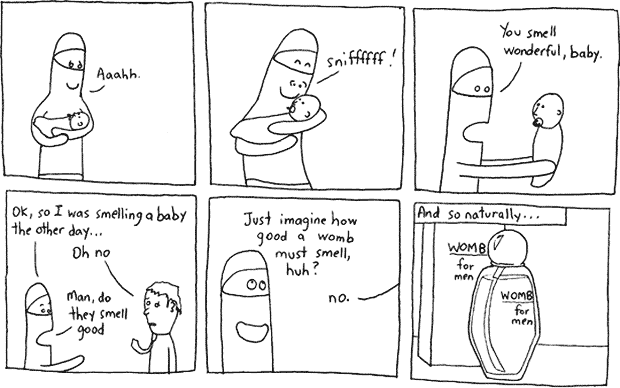 Aaahh.
sniffffff!
You smell
wonderful, baby.
Ok, so I was smelling a baby
the other day...
Oh no
Man, do
they smell
good
Just imagine how
good a womb
must smell,
huh?
no.
And so naturally...
WOMB
for
men
WOMB
for
men